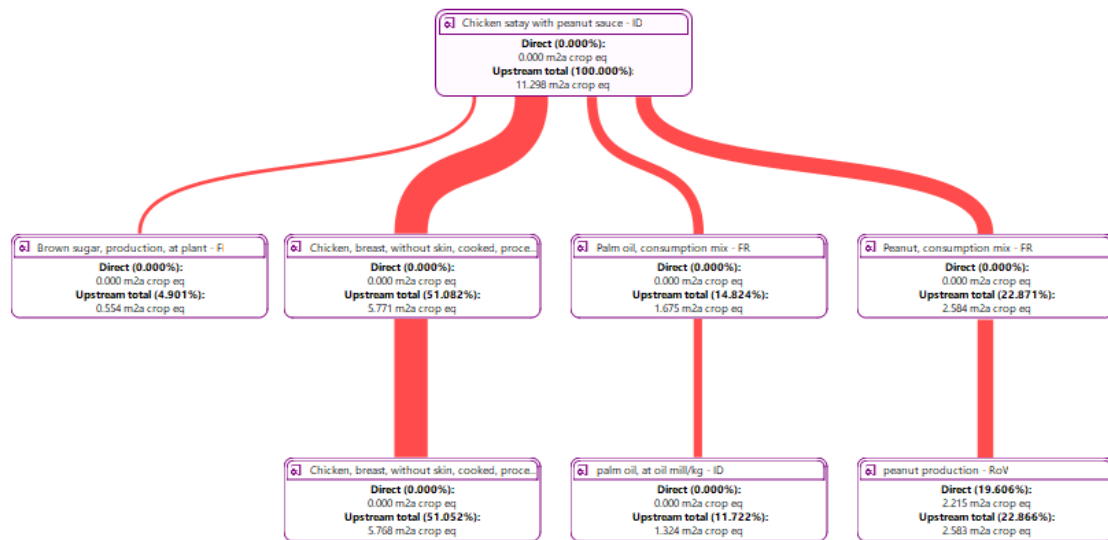 Chicken satay with peanut sauce - ID
Direct (0.000%):
0.000 m2a crop eq
Upstream total (100.000%):
11.298 m2a crop eq
Brown sugar, production, at plant - F
Direct (0.000%):
0.000 m2a crop eq
Upstream total (4.901%):
0.554 m2a crop eq
Chicken, breast, without skin, cooked, proce...
Direct (0.000%):
0.000 m2a crop eq
Upstream total (51.082%):
5.771 m2a crop eq
Palm oil, consumption mix - FR
Direct (0.000%):
0.000 m2a crop eq
Upstream total (14.824%):
1.675 m2a crop eq
Peanut, consumption mix - FR
Direct (0.000%):
0.000 m2a crop eq
Upstream total (22.871%):
2.584 m2a crop eq
Chicken, breast, without skin, cooked, proce...
Direct (0.000%):
0.000 m2a crop eq
Upstream total (51.052%):
5.768 m2a crop eq
palm oil, at oil mill/kg - ID
Direct (0.000%):
0.000 m2a crop eq
Upstream total (11.722%):
1.324 m2a crop eq
peanut production - RoV
Direct (19.606%):
2.215 m2a crop eq
Upstream total (22.866%):
2.583 m2a crop eq